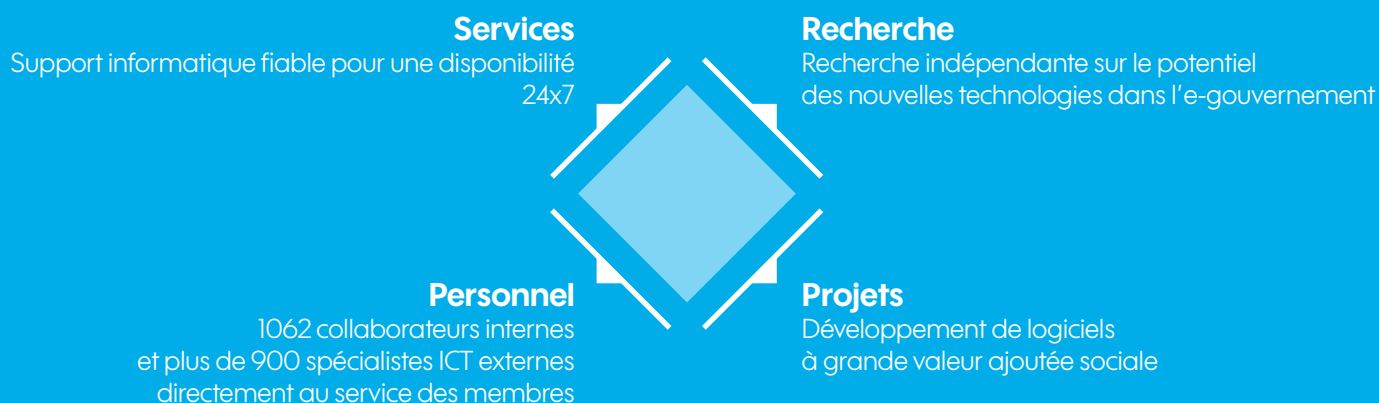 Services
Support informatique fiable pour une disponibilité
24x7
Recherche
Recherche indépendante sur le potentiel
des nouvelles technologies dans l'e-gouvernement
Personnel
1062 collaborateurs internes
et plus de 900 spécialistes ICT externes
directement au service des membres
Projets
Développement de logiciels
à grande valeur ajoutée sociale